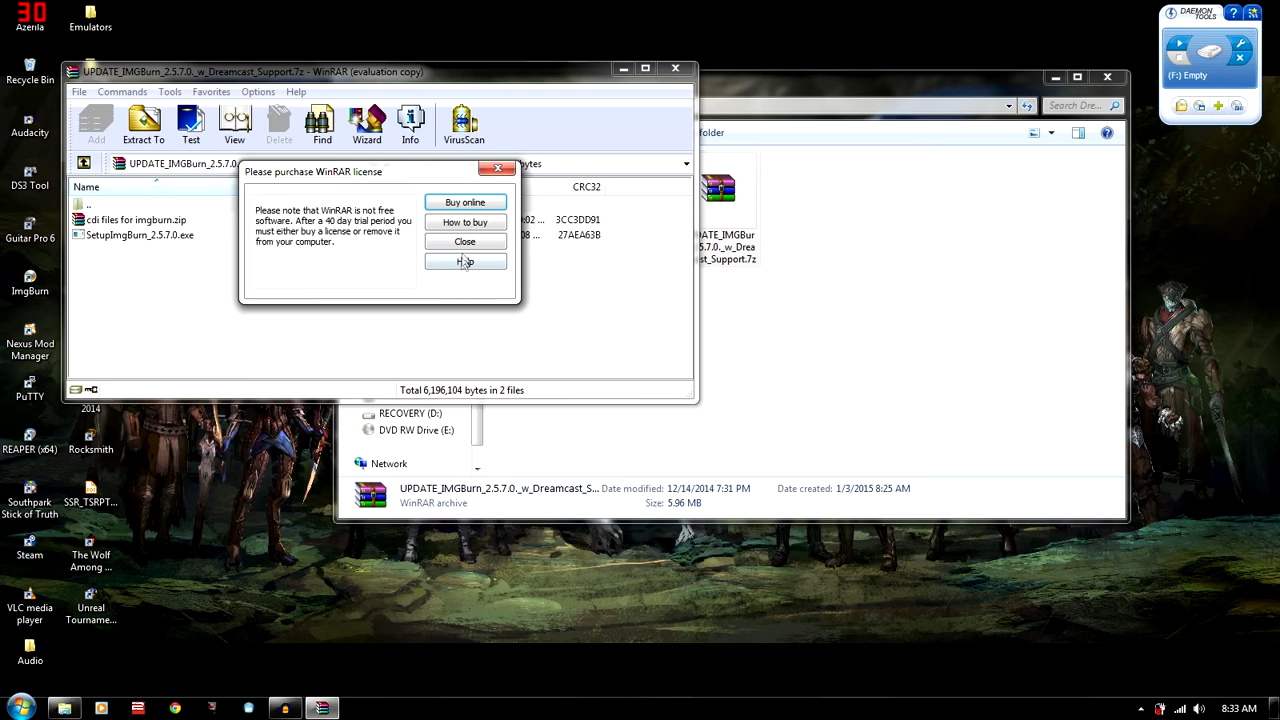 30
Azerila
Emulators
Recycle Bin
Audacity
DS3 Tool
Guitar Pro 6
ImgBurn
Nexus Mod
Manager
PuTTY
2014
REAPER (x64)
Rocksmith
Southpark
Stick of Truth
SSR_TSRPT...
Steam
The Wolf
Among ...
VLC media
player
Unreal
Tourname...
Audio
UPDATE_IMGBurn_2.5.7.0._w_Dreamcast_Support.7z - WinRAR (evaluation copy)
File Commands Tools Favorites Options Help
Add Extract To Test View Delete Find Wizard Info VirusScan
UPDATE_IMGBurn_2.5.7.0. bytes
Name CRC32
..
cdi files for imgburn.zip :02 ... 3CC3DD91
SetupImgBurn_2.5.7.0.exe 08 ... 27AEA63B
Total 6,196,104 bytes in 2 files
Please purchase WinRAR license
Please note that WinRAR is not free
software. After a 40 day trial period you
must either buy a license or remove it
from your computer.
Buy online
How to buy
Close
Help
Search Dre...
folder
_IMGBur
.7.0._w_Drea
st_Support.7z
RECOVERY (D:)
DVD RW Drive (E:)
Network
UPDATE_IMGBurn_2.5.7.0._w_Dreamcast_S... Date modified: 12/14/2014 7:31 PM Date created: 1/3/2015 8:25 AM
WinRAR archive Size: 5.96 MB
DAEMON
TOOLS
(F:) Empty
8:33 AM